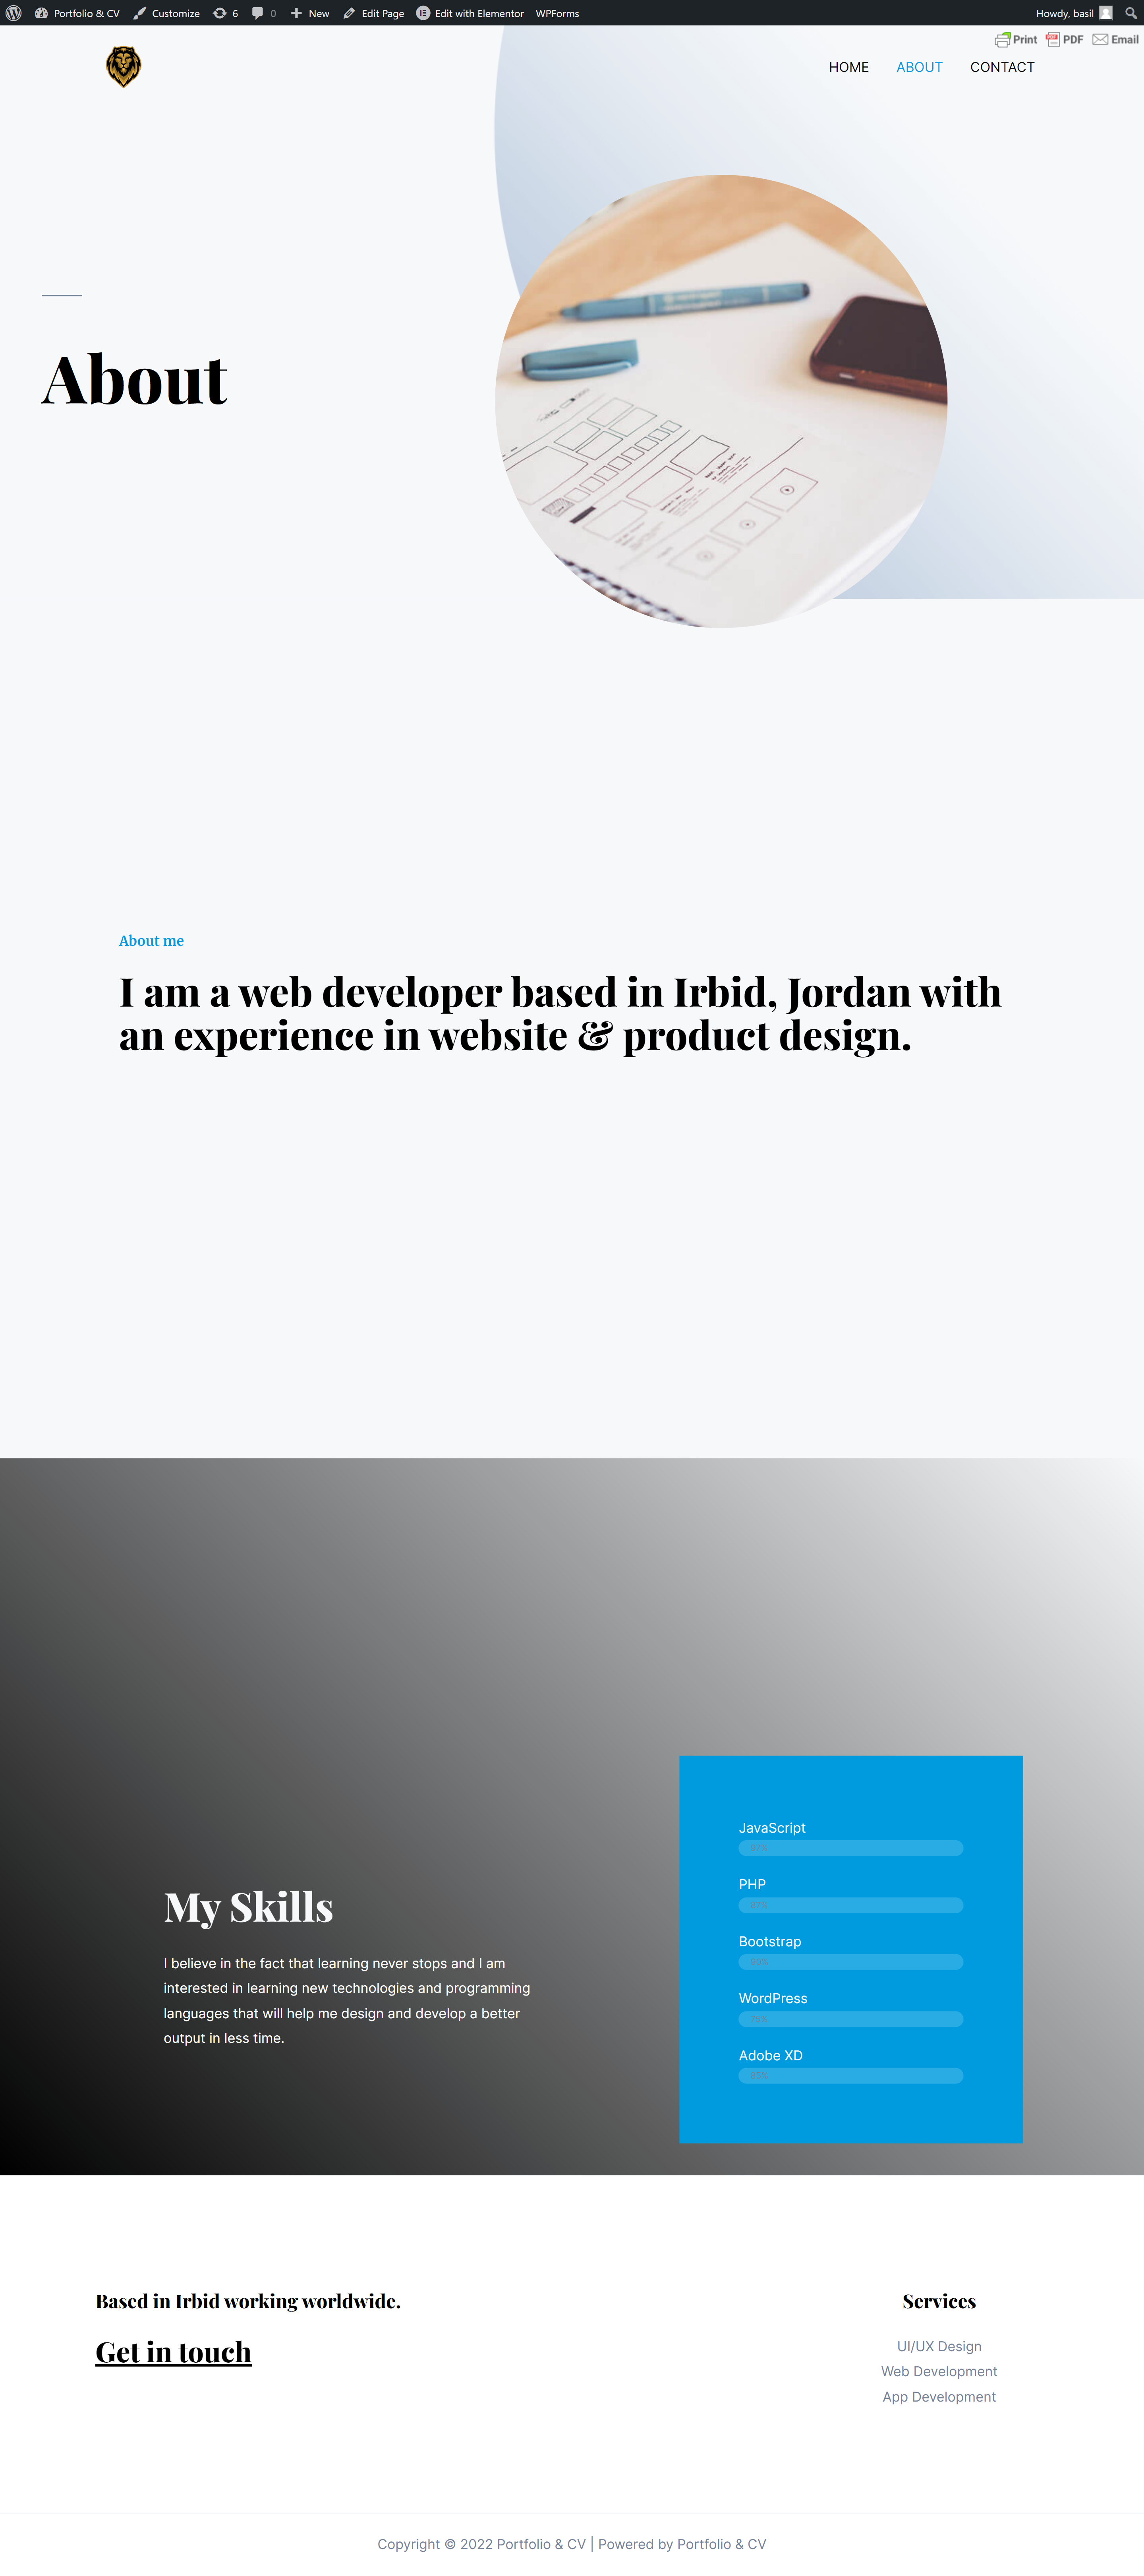 Portfolio & CV Customize 6 0 New Edit Page Edit with Elementor WPForms Howdy, basil
Print PDF Email
HOME ABOUT CONTACT
About
About me
I am a web developer based in Irbid, Jordan with
an experience in website & product design.
My Skills
I believe in the fact that learning never stops and I am
interested in learning new technologies and programming
languages that will help me design and develop a better
output in less time.
JavaScript
PHP
Bootstrap
90%
WordPress
75%
Adobe XD
Based in Irbid working worldwide.
Get in touch
Services
UI/UX Design
Web Development
App Development
Copyright © 2022 Portfolio & CV | Powered by Portfolio & CV